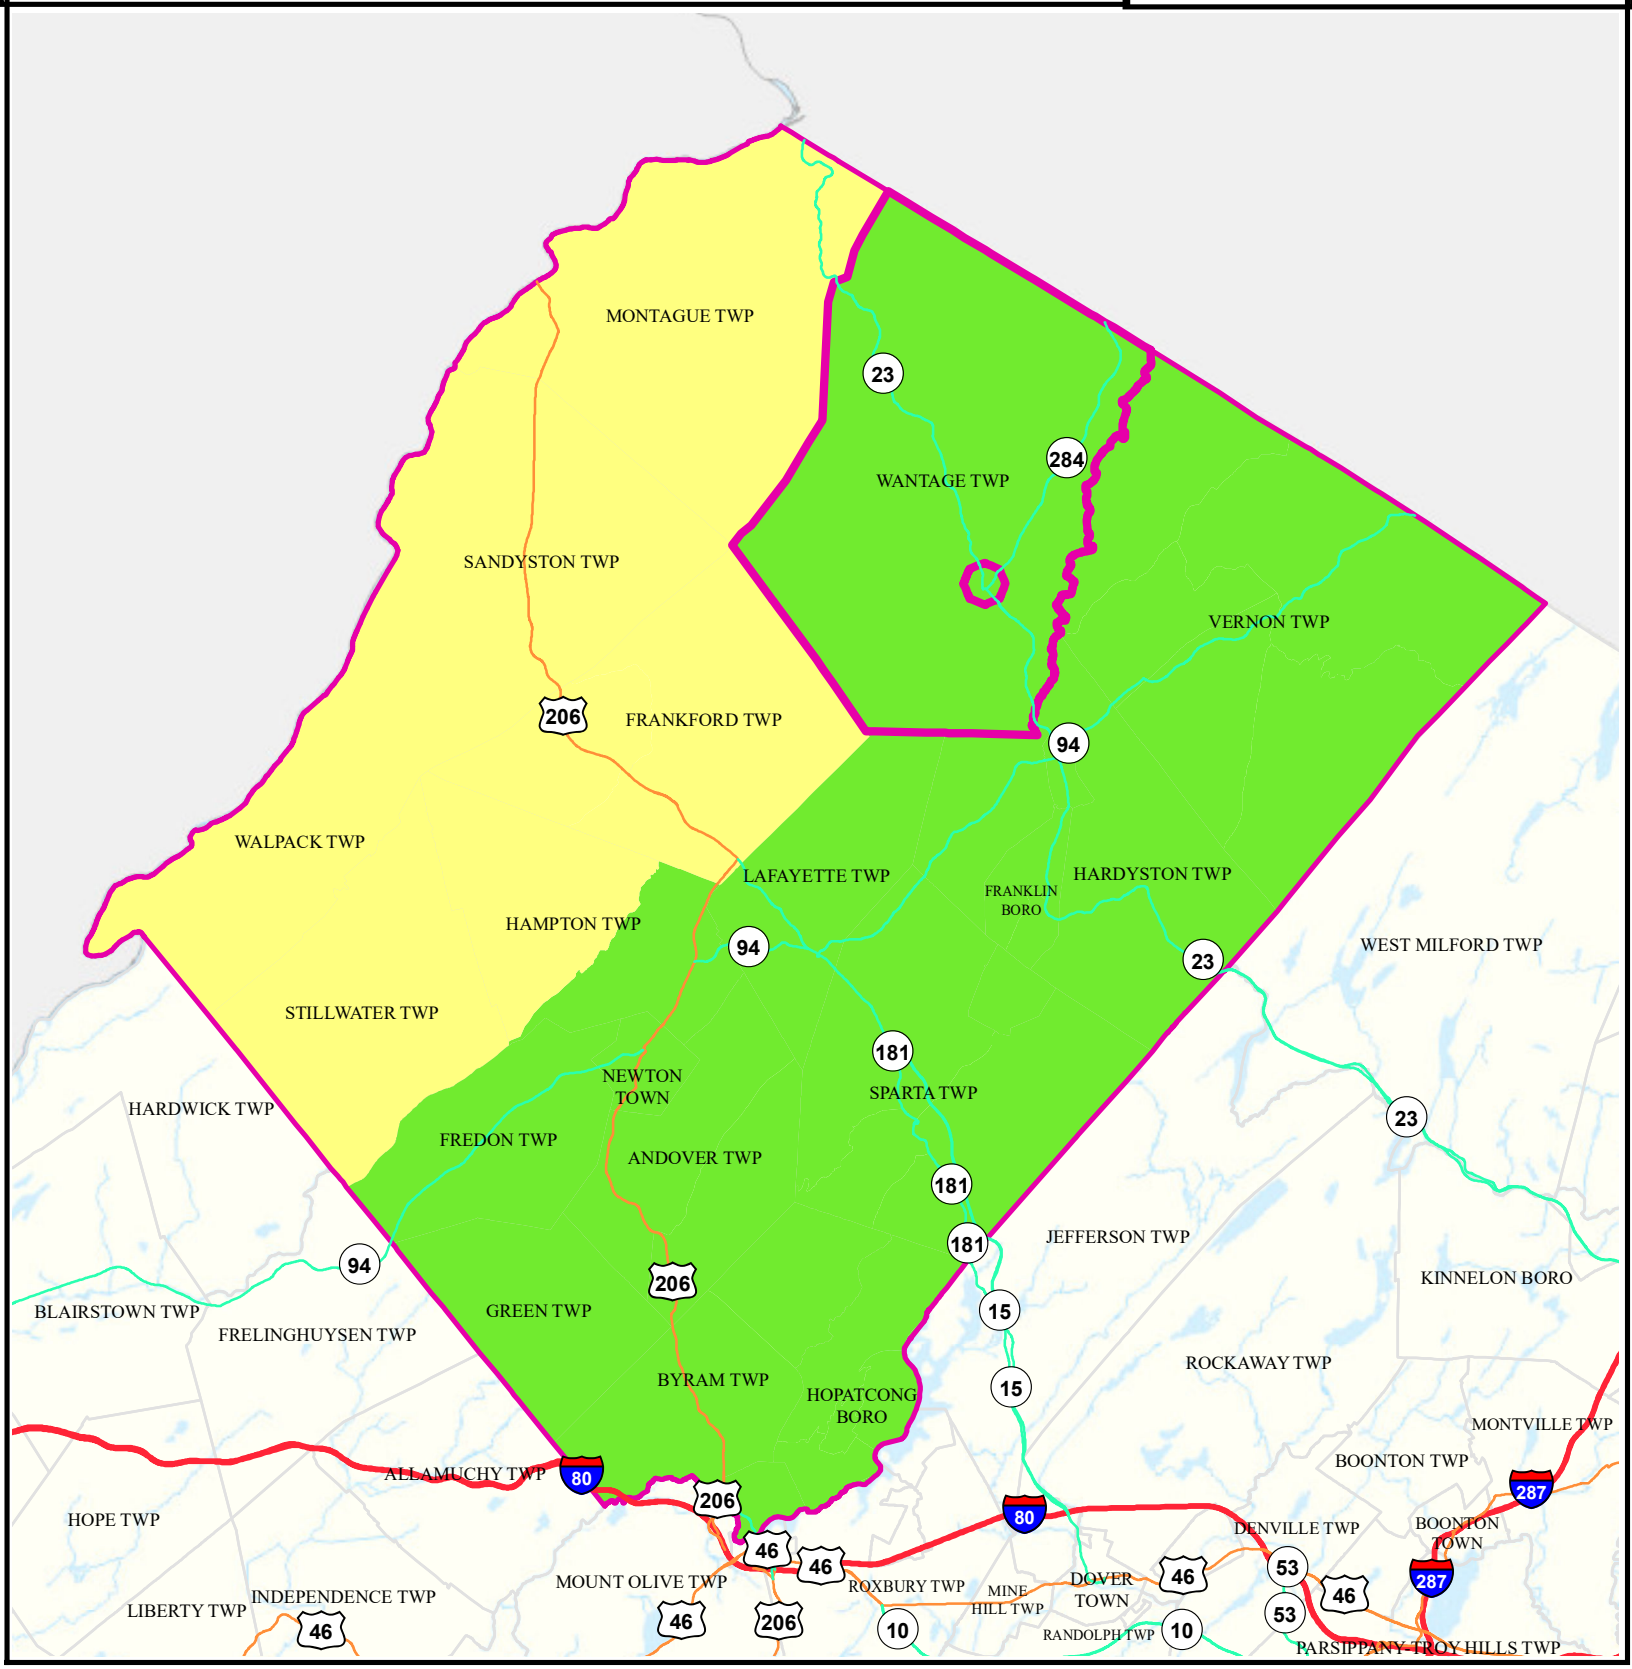 MONTAGUE TWP
23
284
WANTAGE TWP
SANDYSTON TWP
VERNON TWP
206
FRANKFORD TWP
94
WALPACK TWP
LAFAYETTE TWP
HARDYSTON TWP
FRANKLIN
BORO
HAMPTON TWP
94
WEST MILFORD TWP
23
STILLWATER TWP
181
NEWTON
TOWN
SPARTA TWP
HARDWICK TWP
23
FREDON TWP
ANDOVER TWP
181
JEFFERSON TWP
181
94
206
KINNELON BORO
BLAIRSTOWN TWP
GREEN TWP
15
FRELINGHUYSEN TWP
ROCKAWAY TWP
BYRAM TWP
15
HOPATCONG
BORO
MONTVILLE TWP
BOONTON TWP
ALLAMUCHY TWP
80
287
206
80
HOPE TWP
DENVILLE TWP
BOONTON
TOWN
46
46
53
46
287
MOUNT OLIVE TWP
ROXBURY TWP
MINE
HILL TWP
DOVER
TOWN
46
INDEPENDENCE TWP
LIBERTY TWP
46
46
206
10
53
RANDOLPH TWP
10
PARSIPPANY-TROY HILLS TWP